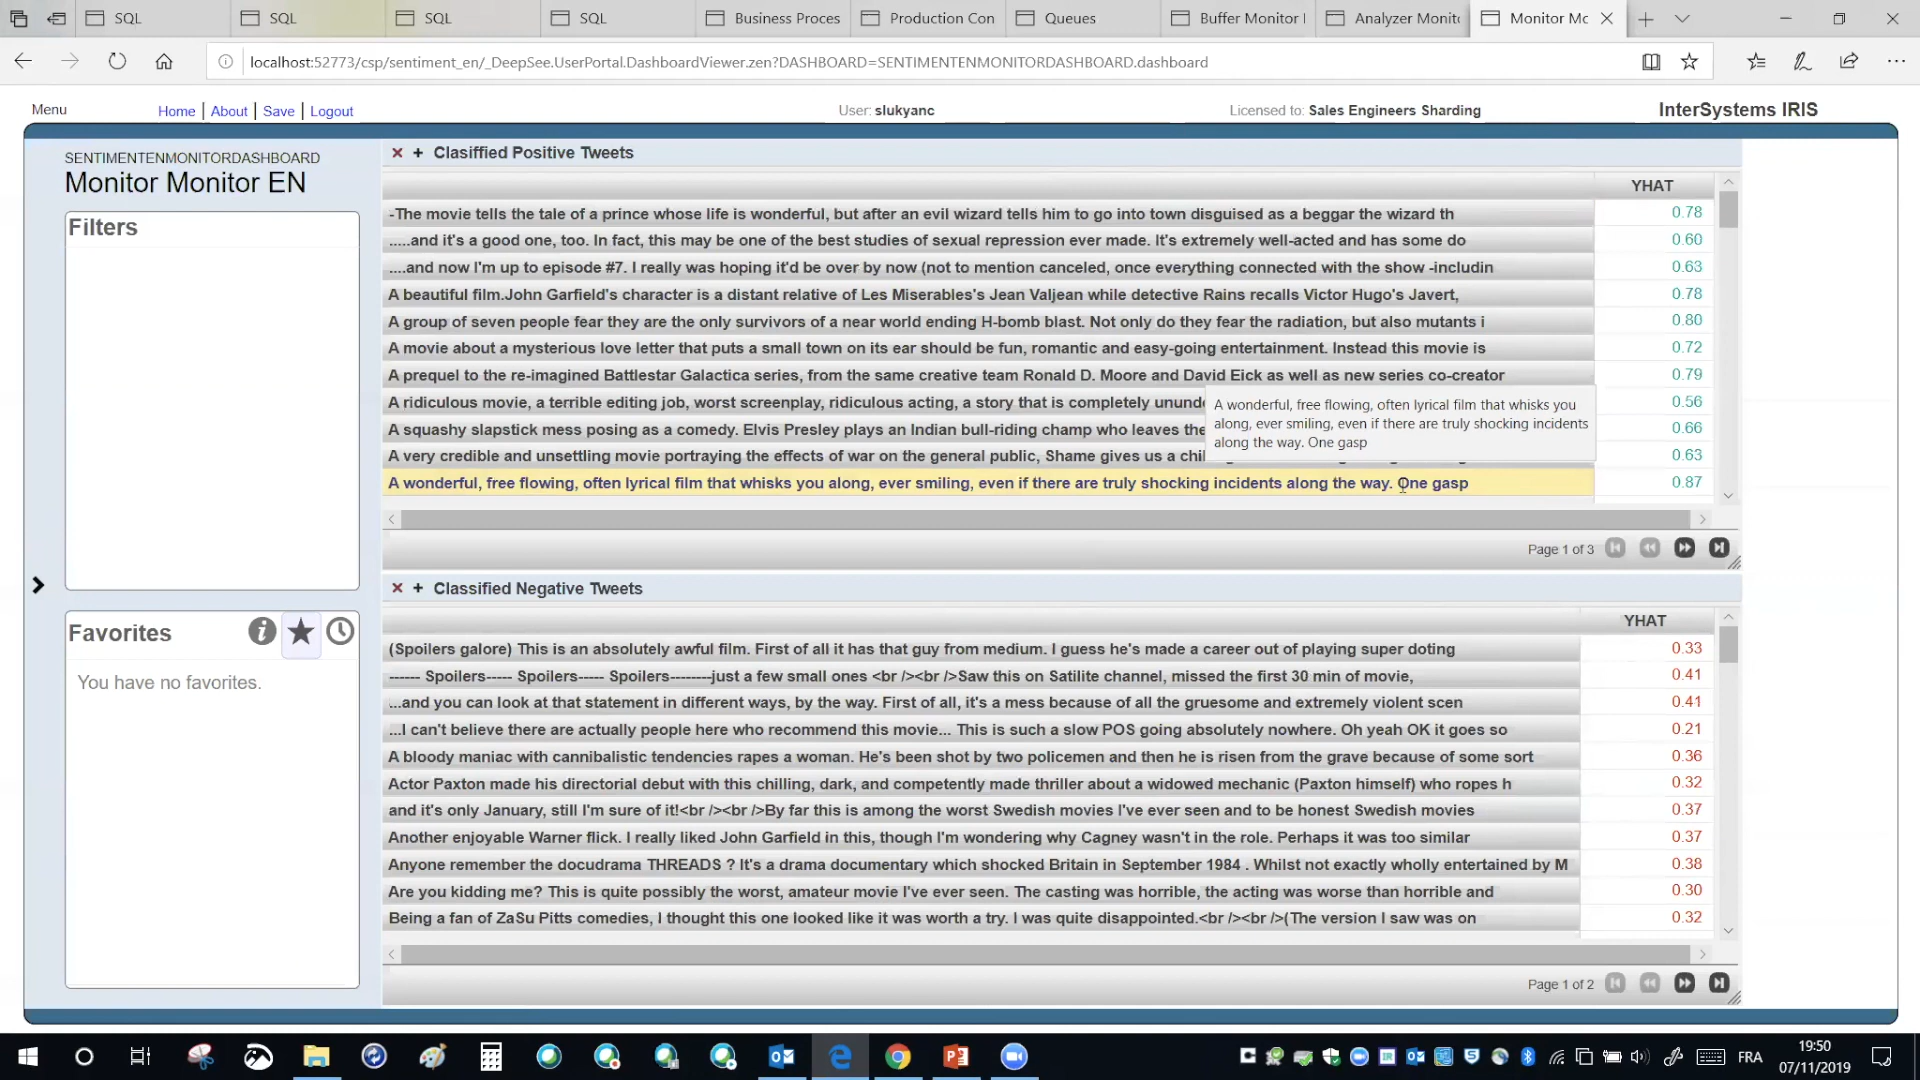 SQL
SQL
SQL
SQL
Business Proces
Production Con
Queues
Buffer Monitor
Analyzer Monit
Monitor Mo
localhost:52773/csp/sentiment_en/_DeepSee.UserPortal.DashboardViewer.zen?DASHBOARD=SENTIMENTENMONITORDASHBOARD.dashboard
Menu
Home | About | Save | Logout
User: slukyanc
Licensed to: Sales Engineers Sharding
InterSystems IRIS
SENTIMENTENMONITORDASHBOARD
Monitor Monitor EN
Filters
Favorites
You have no favorites.
Clasiffied Positive Tweets
YHAT
-The movie tells the tale of a prince whose life is wonderful, but after an evil wizard tells him to go into town disguised as a beggar the wizard th 0.78
.....and it's a good one, too. In fact, this may be one of the best studies of sexual repression ever made. It's extremely well-acted and has some do 0.60
....and now I'm up to episode #7. I really was hoping it'd be over by now (not to mention canceled, once everything connected with the show -includin 0.63
A beautiful film.John Garfield's character is a distant relative of Les Miserables's Jean Valjean while detective Rains recalls Victor Hugo's Javert, 0.78
A group of seven people fear they are the only survivors of a near world ending H-bomb blast. Not only do they fear the radiation, but also mutants i 0.80
A movie about a mysterious love letter that puts a small town on its ear should be fun, romantic and easy-going entertainment. Instead this movie is 0.72
A prequel to the re-imagined Battlestar Galactica series, from the same creative team Ronald D. Moore and David Eick as well as new series co-creator 0.79
A ridiculous movie, a terrible editing job, worst screenplay, ridiculous acting, a story that is completely 0.56
A squashy slapstick mess posing as a comedy. Elvis Presley plays an Indian bull-riding champ who leaves the 0.66
A very credible and unsettling movie portraying the effects of war on the general public, Shame gives us a 0.63
A wonderful, free flowing, often lyrical film that whisks you along, ever smiling, even if there are truly shocking incidents along the way. One gasp 0.87
A wonderful, free flowing, often lyrical film that whisks you
along, ever smiling, even if there are truly shocking incidents
along the way. One gasp
Page 1 of 3
Classified Negative Tweets
YHAT
(Spoilers galore) This is an absolutely awful film. First of all it has that guy from medium. I guess he's made a career out of playing super doting 0.33
------ Spoilers----- Spoilers----- Spoilers--------just a few small ones <br /><br />Saw this on Satilite channel, missed the first 30 min of movie, 0.41
...and you can look at that statement in different ways, by the way. First of all, it's a mess because of all the gruesome and extremely violent scen 0.41
...I can't believe there are actually people here who recommend this movie... This is such a slow POS going absolutely nowhere. Oh yeah OK it goes so 0.21
A bloody maniac with cannibalistic tendencies rapes a woman. He's been shot by two policemen and then he is risen from the grave because of some sort 0.36
Actor Paxton made his directorial debut with this chilling, dark, and competently made thriller about a widowed mechanic (Paxton himself) who ropes h 0.32
and it's only January, still I'm sure of it!<br /><br />By far this is among the worst Swedish movies I've ever seen and to be honest Swedish movies 0.37
Another enjoyable Warner flick. I really liked John Garfield in this, though I'm wondering why Cagney wasn't in the role. Perhaps it was too similar 0.37
Anyone remember the docudrama THREADS ? It's a drama documentary which shocked Britain in September 1984 . Whilst not exactly wholly entertained by M 0.38
Are you kidding me? This is quite possibly the worst, amateur movie I've ever seen. The casting was horrible, the acting was worse than horrible and 0.30
Being a fan of ZaSu Pitts comedies, I thought this one looked like it was worth a try. I was quite disappointed.<br /><br />(The version I saw was on 0.32
Page 1 of 2
FRA
19:50
07/11/2019